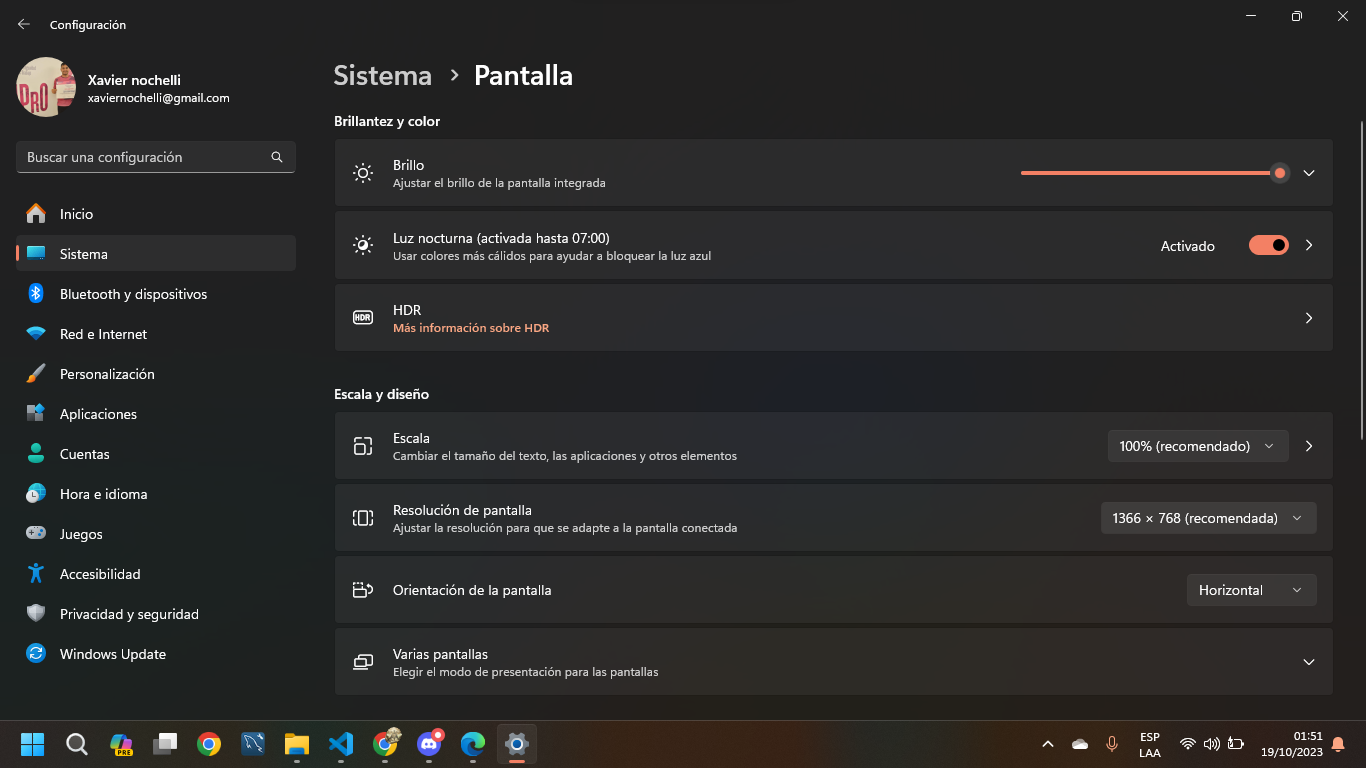 Configuración
Xavier nochelli
xaviernochelli@gmail.com
Buscar una configuración
Inicio
Sistema
Bluetooth y dispositivos
Red e Internet
Personalización
Aplicaciones
Cuentas
Hora e idioma
Juegos
Accesibilidad
Privacidad y seguridad
Windows Update
Sistema > Pantalla
Brillantez y color
Brillo
Ajustar el brillo de la pantalla integrada
Luz nocturna (activada hasta 07:00)
Usar colores más cálidos para ayudar a bloquear la luz azul
Activado
HDR
HDR
Más información sobre HDR
Escala y diseño
Escala
Cambiar el tamaño del texto, las aplicaciones y otros elementos
100% (recomendado)
Resolución de pantalla
Ajustar la resolución para que se adapte a la pantalla conectada
1366 × 768 (recomendada)
Orientación de la pantalla
Horizontal
Varias pantallas
Elegir el modo de presentación para las pantallas
PRE
ESP
LAA
01:51
19/10/2023